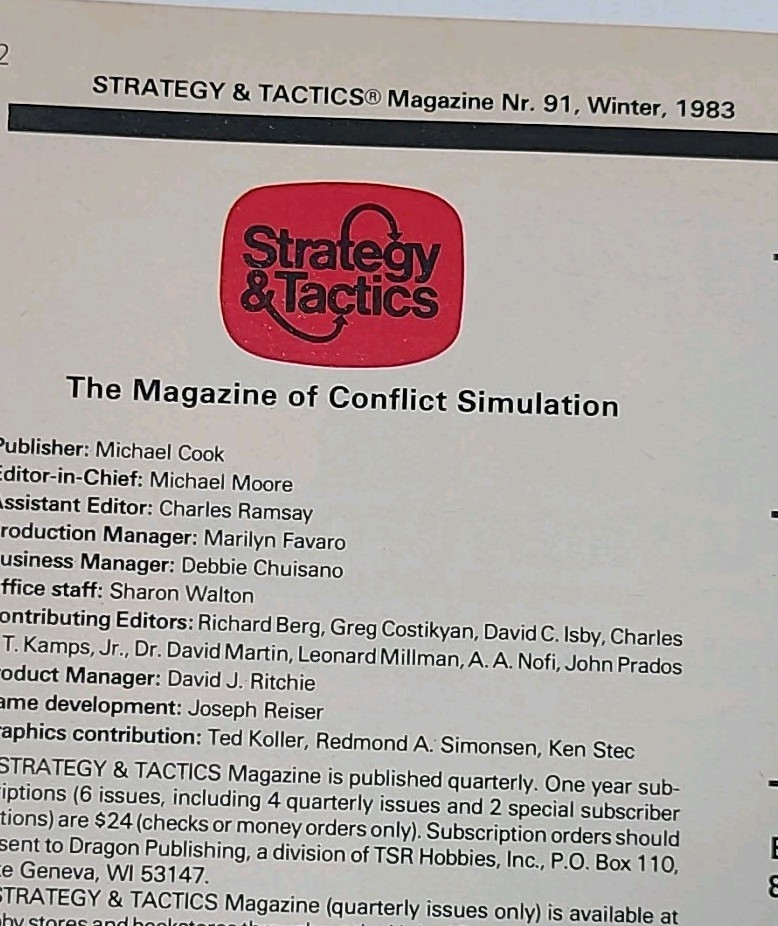 2
STRATEGY & TACTICS® Magazine Nr. 91, Winter, 1983
Strategy
&Tactics
The Magazine of Conflict Simulation
Publisher: Michael Cook
Editor-in-Chief: Michael Moore
Assistant Editor: Charles Ramsay
roduction Manager: Marilyn Favaro
usiness Manager: Debbie Chuisano
ffice staff: Sharon Walton
ontributing Editors: Richard Berg, Greg Costikyan, David C. Isby, Charles
T. Kamps, Jr., Dr. David Martin, Leonard Millman, A. A. Nofi, John Prados
oduct Manager: David J. Ritchie
ame development: Joseph Reiser
aphics contribution: Ted Koller, Redmond A. Simonsen, Ken Stec
STRATEGY & TACTICS Magazine is published quarterly. One year sub-
iptions (6 issues, including 4 quarterly issues and 2 special subscriber
tions) are $24 (checks or money orders only). Subscription orders should
sent to Dragon Publishing, a division of TSR Hobbies, Inc., P.O. Box 110,
e Geneva, WI 53147.
STRATEGY & TACTICS Magazine (quarterly issues only) is available at